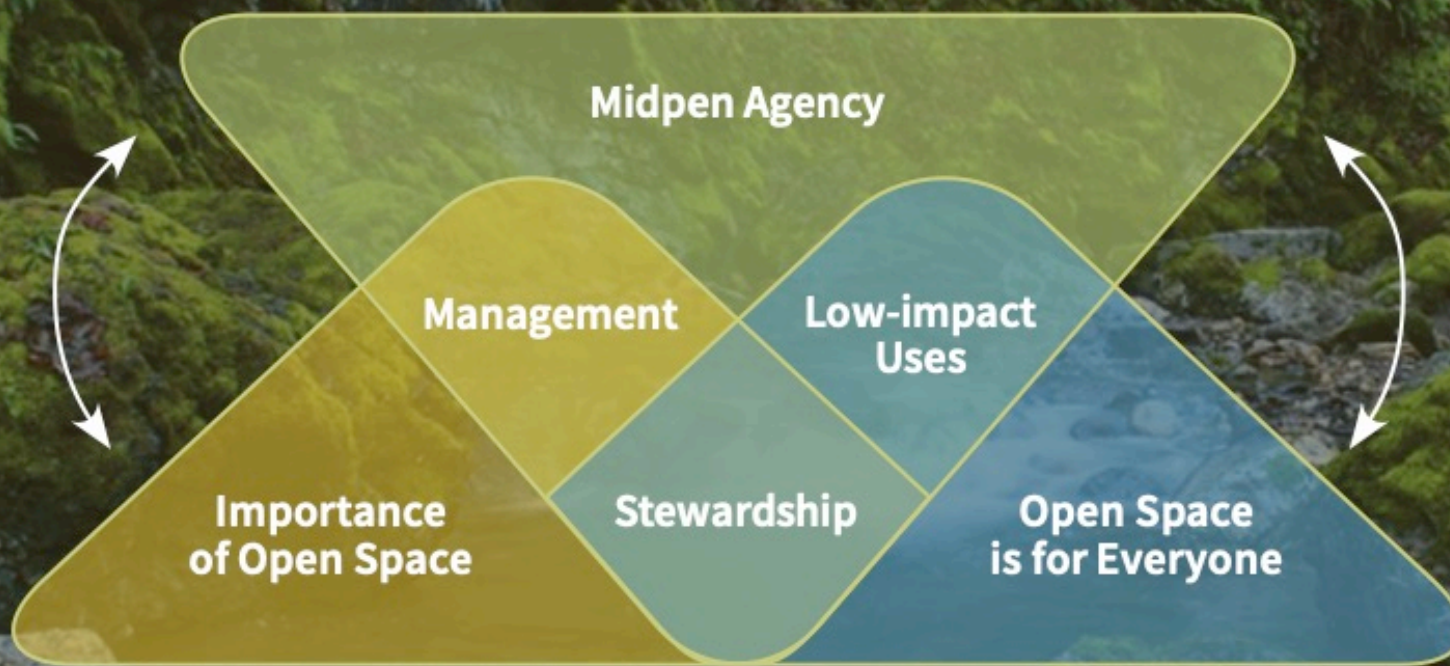 Midpen Agency
Management
Low-impact
Uses
Importance
of Open Space
Stewardship
Open Space
is for Everyone